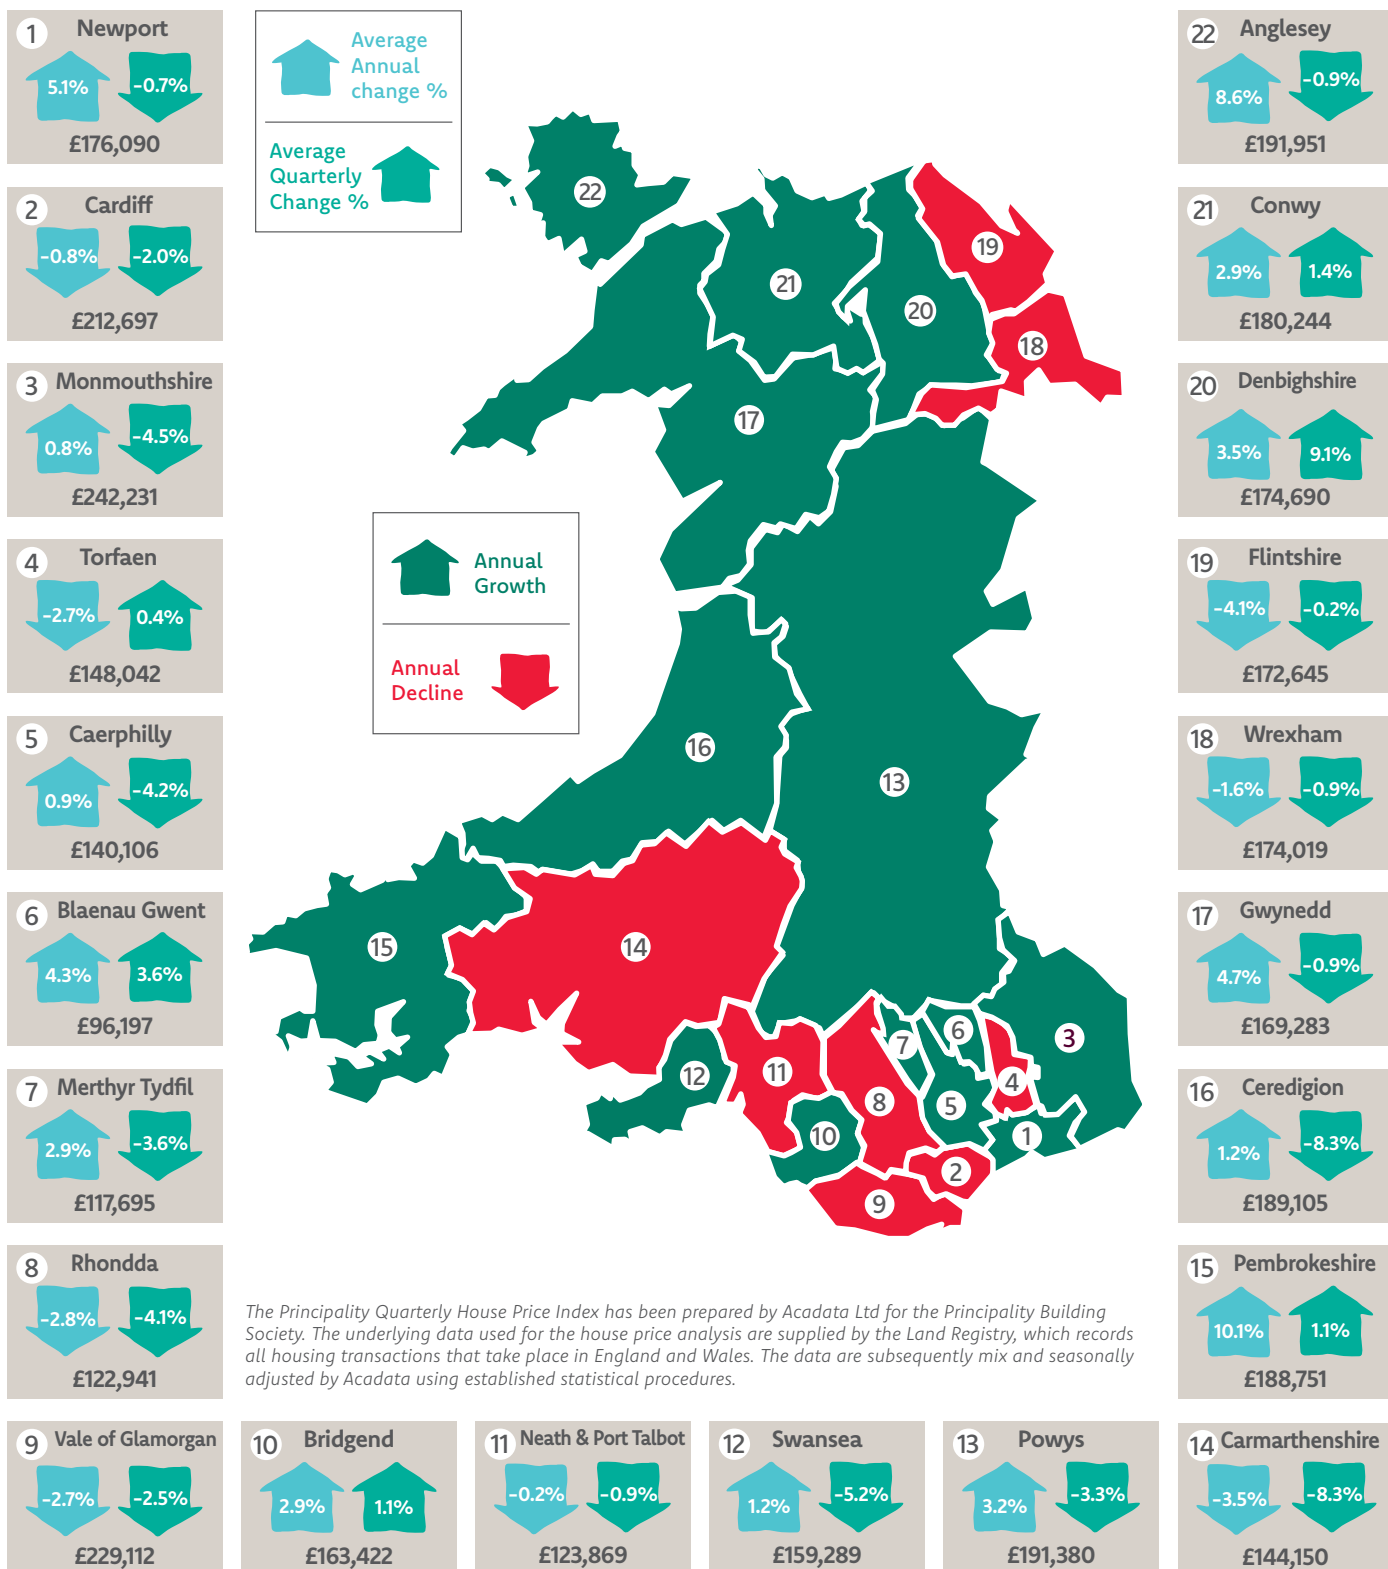 1 Newport
5.1% -0.7%
£176,090
2 Cardiff
-0.8% -2.0%
£212,697
3 Monmouthshire
0.8% -4.5%
£242,231
4 Torfaen
-2.7% 0.4%
£148,042
5 Caerphilly
0.9% -4.2%
£140,106
6 Blaenau Gwent
4.3% 3.6%
£96,197
7 Merthyr Tydfil
2.9% -3.6%
£117,695
8 Rhondda
-2.8% -4.1%
£122,941
9 Vale of Glamorgan
-2.7% -2.5%
£229,112
10 Bridgend
2.9% 1.1%
£163,422
11 Neath & Port Talbot
-0.2% -0.9%
£123,869
12 Swansea
1.2% -5.2%
£159,289
13 Powys
3.2% -3.3%
£191,380
14 Carmarthenshire
-3.5% -8.3%
£144,150
15 Pembrokeshire
10.1% 1.1%
£188,751
16 Ceredigion
1.2% -8.3%
£189,105
17 Gwynedd
4.7% -0.9%
£169,283
18 Wrexham
-1.6% -0.9%
£174,019
19 Flintshire
-4.1% -0.2%
£172,645
20 Denbighshire
3.5% 9.1%
£174,690
21 Conwy
2.9% 1.4%
£180,244
22 Anglesey
8.6% -0.9%
£191,951
Average
Annual
change %
Average
Quarterly
Change %
Annual
Growth
Annual
Decline
22
19
21
20
18
17
16
13
15
14
6
3
7
12
11
4
8
5
10
1
2
9
The Principality Quarterly House Price Index has been prepared by Acadata Ltd for the Principality Building
Society. The underlying data used for the house price analysis are supplied by the Land Registry, which records
all housing transactions that take place in England and Wales. The data are subsequently mix and seasonally
adjusted by Acadata using established statistical procedures.